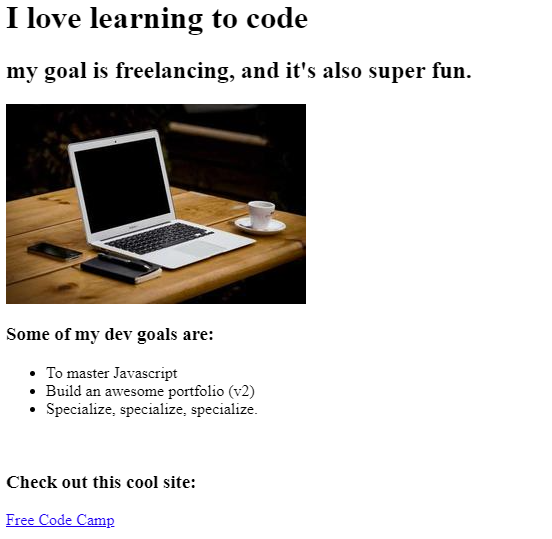 I love learning to code
my goal is freelancing, and it's also super fun.
Some of my dev goals are:
To master Javascript
Build an awesome portfolio (v2)
Specialize, specialize, specialize.
Check out this cool site:
Free Code Camp